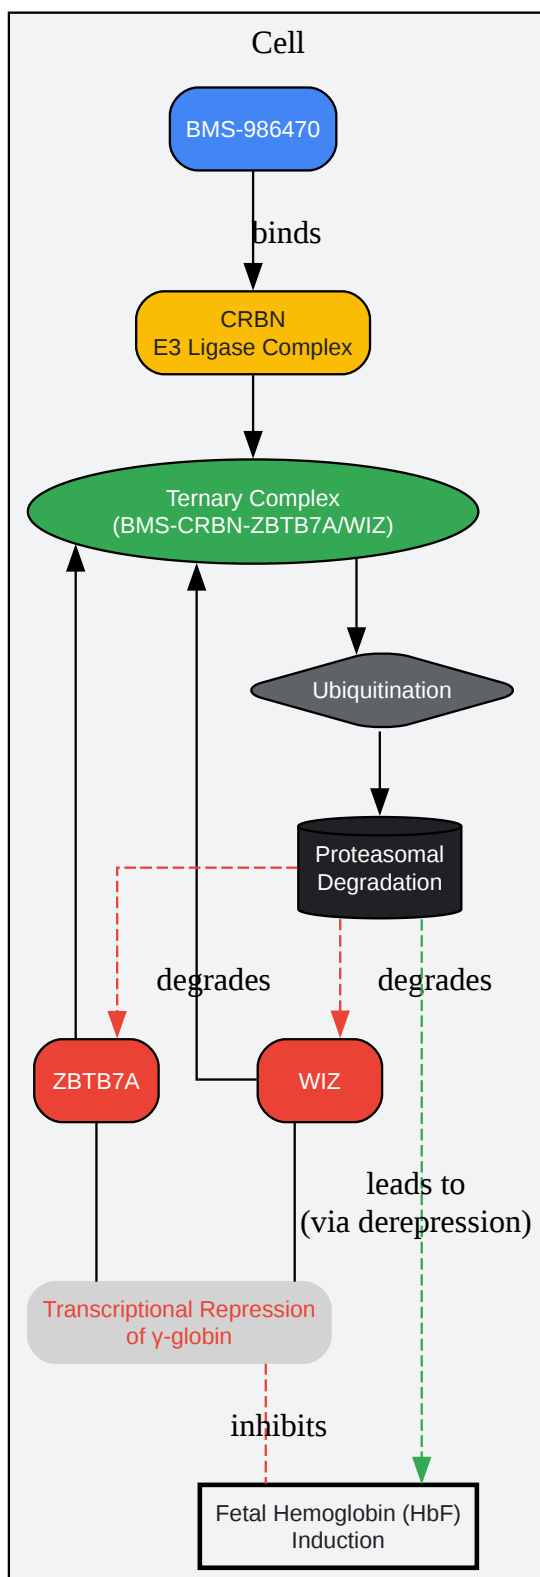 Cell
BMS-986470
binds
CRBN
E3 Ligase Complex
Ternary Complex
(BMS-CRBN-ZBTB7A/WIZ)
Ubiquitination
Proteasomal
Degradation
degrades
degrades
ZBTB7A
WIZ
leads to
(via derepression)
Transcriptional Repression
of γ-globin
inhibits
Fetal Hemoglobin (HbF)
Induction